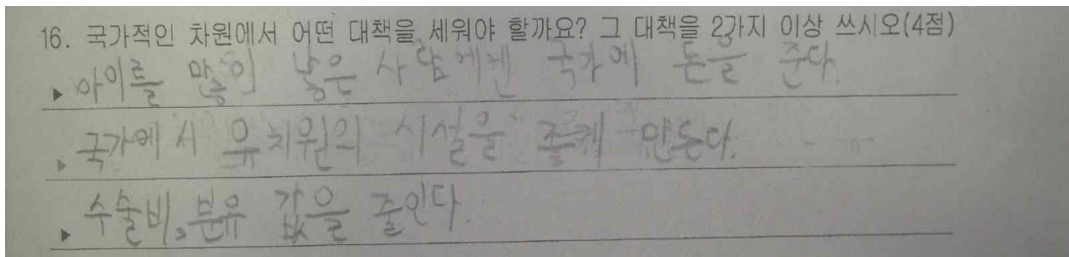 16. 국가적인 차원에서 어떤 대책을 세워야 할까요? 그 대책을 2가지 이상 쓰시오(4점)
▸ 아이를 많이 낳은 사람에겐 국가에 돈을 준다.
▸ 국가에서 유치원의 시설을 좋케 만든다.
▸ 수술비, 분유 값을 줄인다.